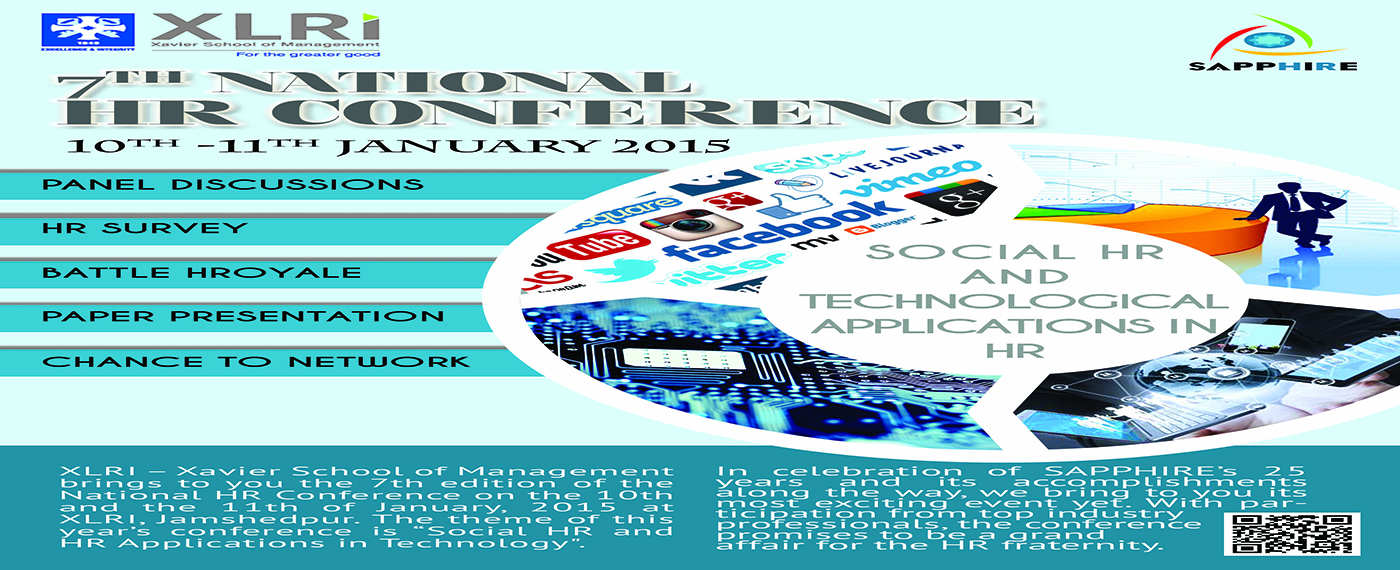 1949
EXCELLENCE & INTEGRITY
XLRi
Xavier School of Management
For the greater good
SAPPHIRE
7TH NATIONAL
HR CONFERENCE
10TH -11TH JANUARY 2015
PANEL DISCUSSIONS
HR SURVEY
BATTLE HROYALE
PAPER PRESENTATION
CHANCE TO NETWORK
skype
LIVEJOURNA
vimeo
square
g+
g+
Tube
facebook
Blogger
my
itter
SOCIAL HR
AND
TECHNOLOGICAL
APPLICATIONS IN
HR
XLRI – Xavier School of Management
brings to you the 7th edition of the
National HR Conference on the 10th
and the 11th of January, 2015 at
XLRI, Jamshedpur. The theme of this
year's conference is "Social HR and
HR Applications in Technology".
In celebration of SAPPHIRE's 25
years and its accomplishments
along the way, we bring to you its
most exciting event yet. With par-
ticipation from top industry
professionals, the conference
promises to be a grand
affair for the HR fraternity.